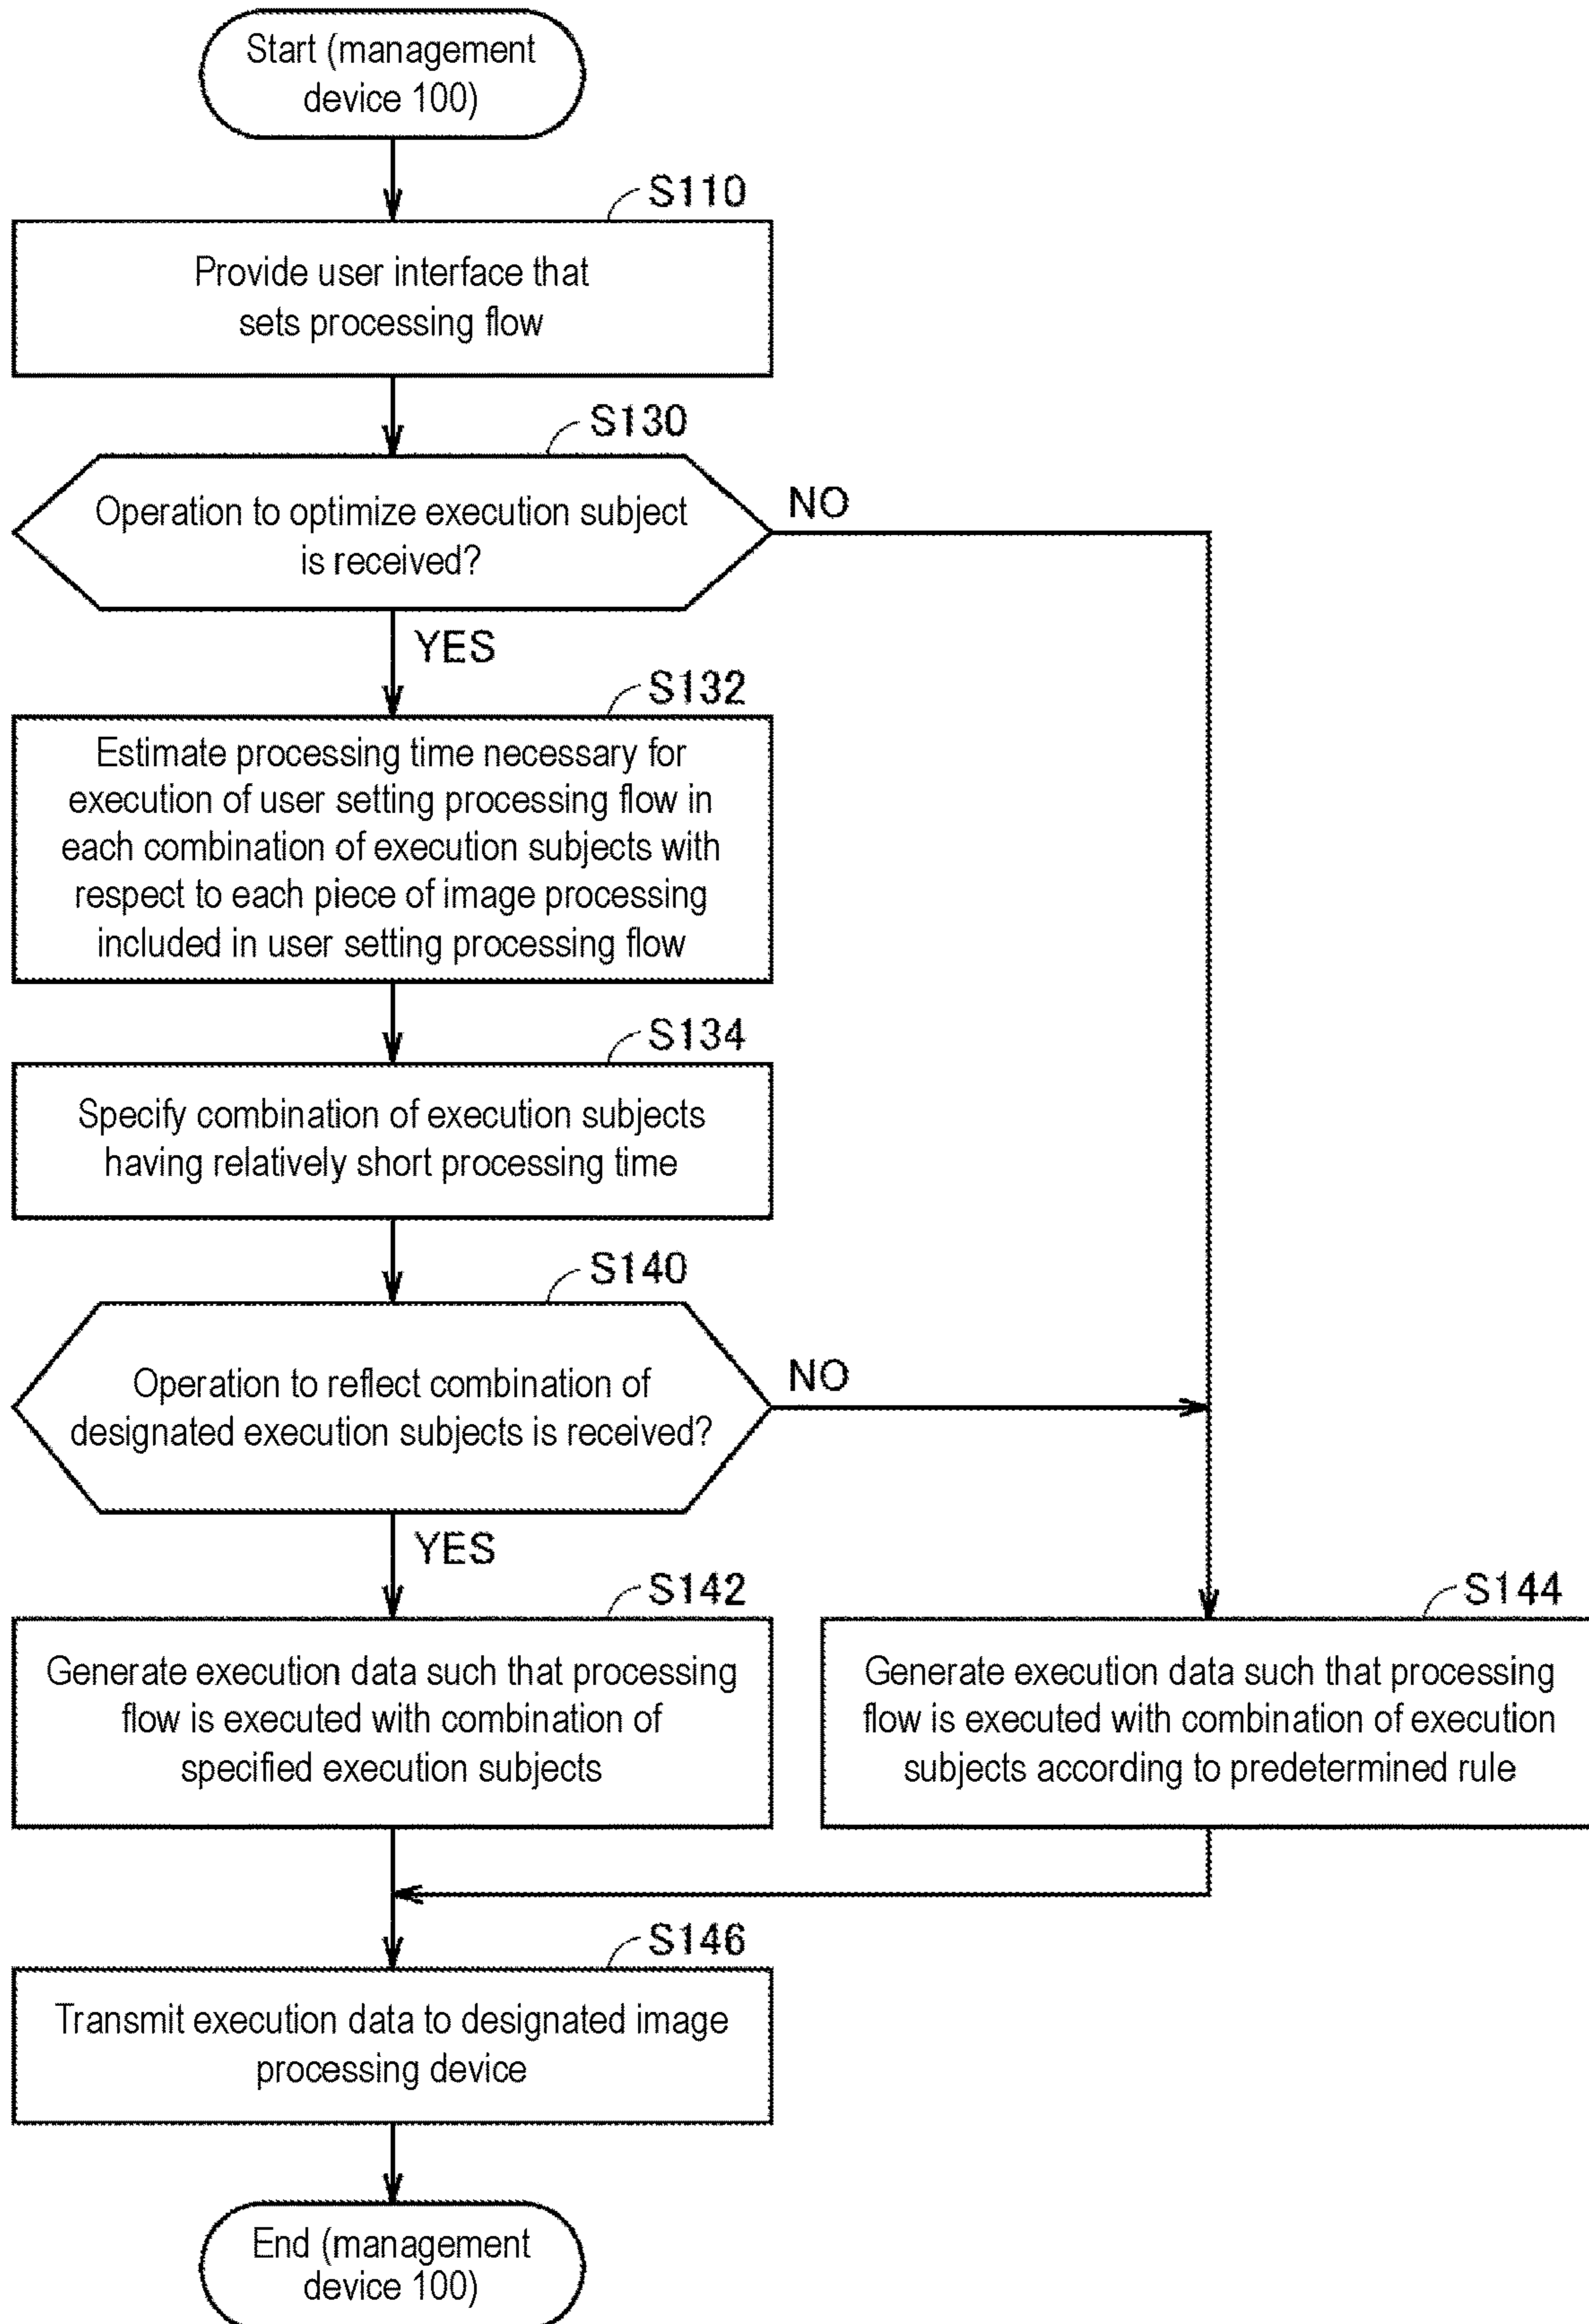 Start (management
device 100)
S110
Provide user interface that
sets processing flow
S130
Operation to optimize execution subject
is received?
NO
YES
S132
Estimate processing time necessary for
execution of user setting processing flow in
each combination of execution subjects with
respect to each piece of image processing
included in user setting processing flow
S134
Specify combination of execution subjects
having relatively short processing time
S140
Operation to reflect combination of
designated execution subjects is received?
NO
YES
S142
Generate execution data such that processing
flow is executed with combination of
specified execution subjects
S144
Generate execution data such that processing
flow is executed with combination of execution
subjects according to predetermined rule
S146
Transmit execution data to designated image
processing device
End (management
device 100)